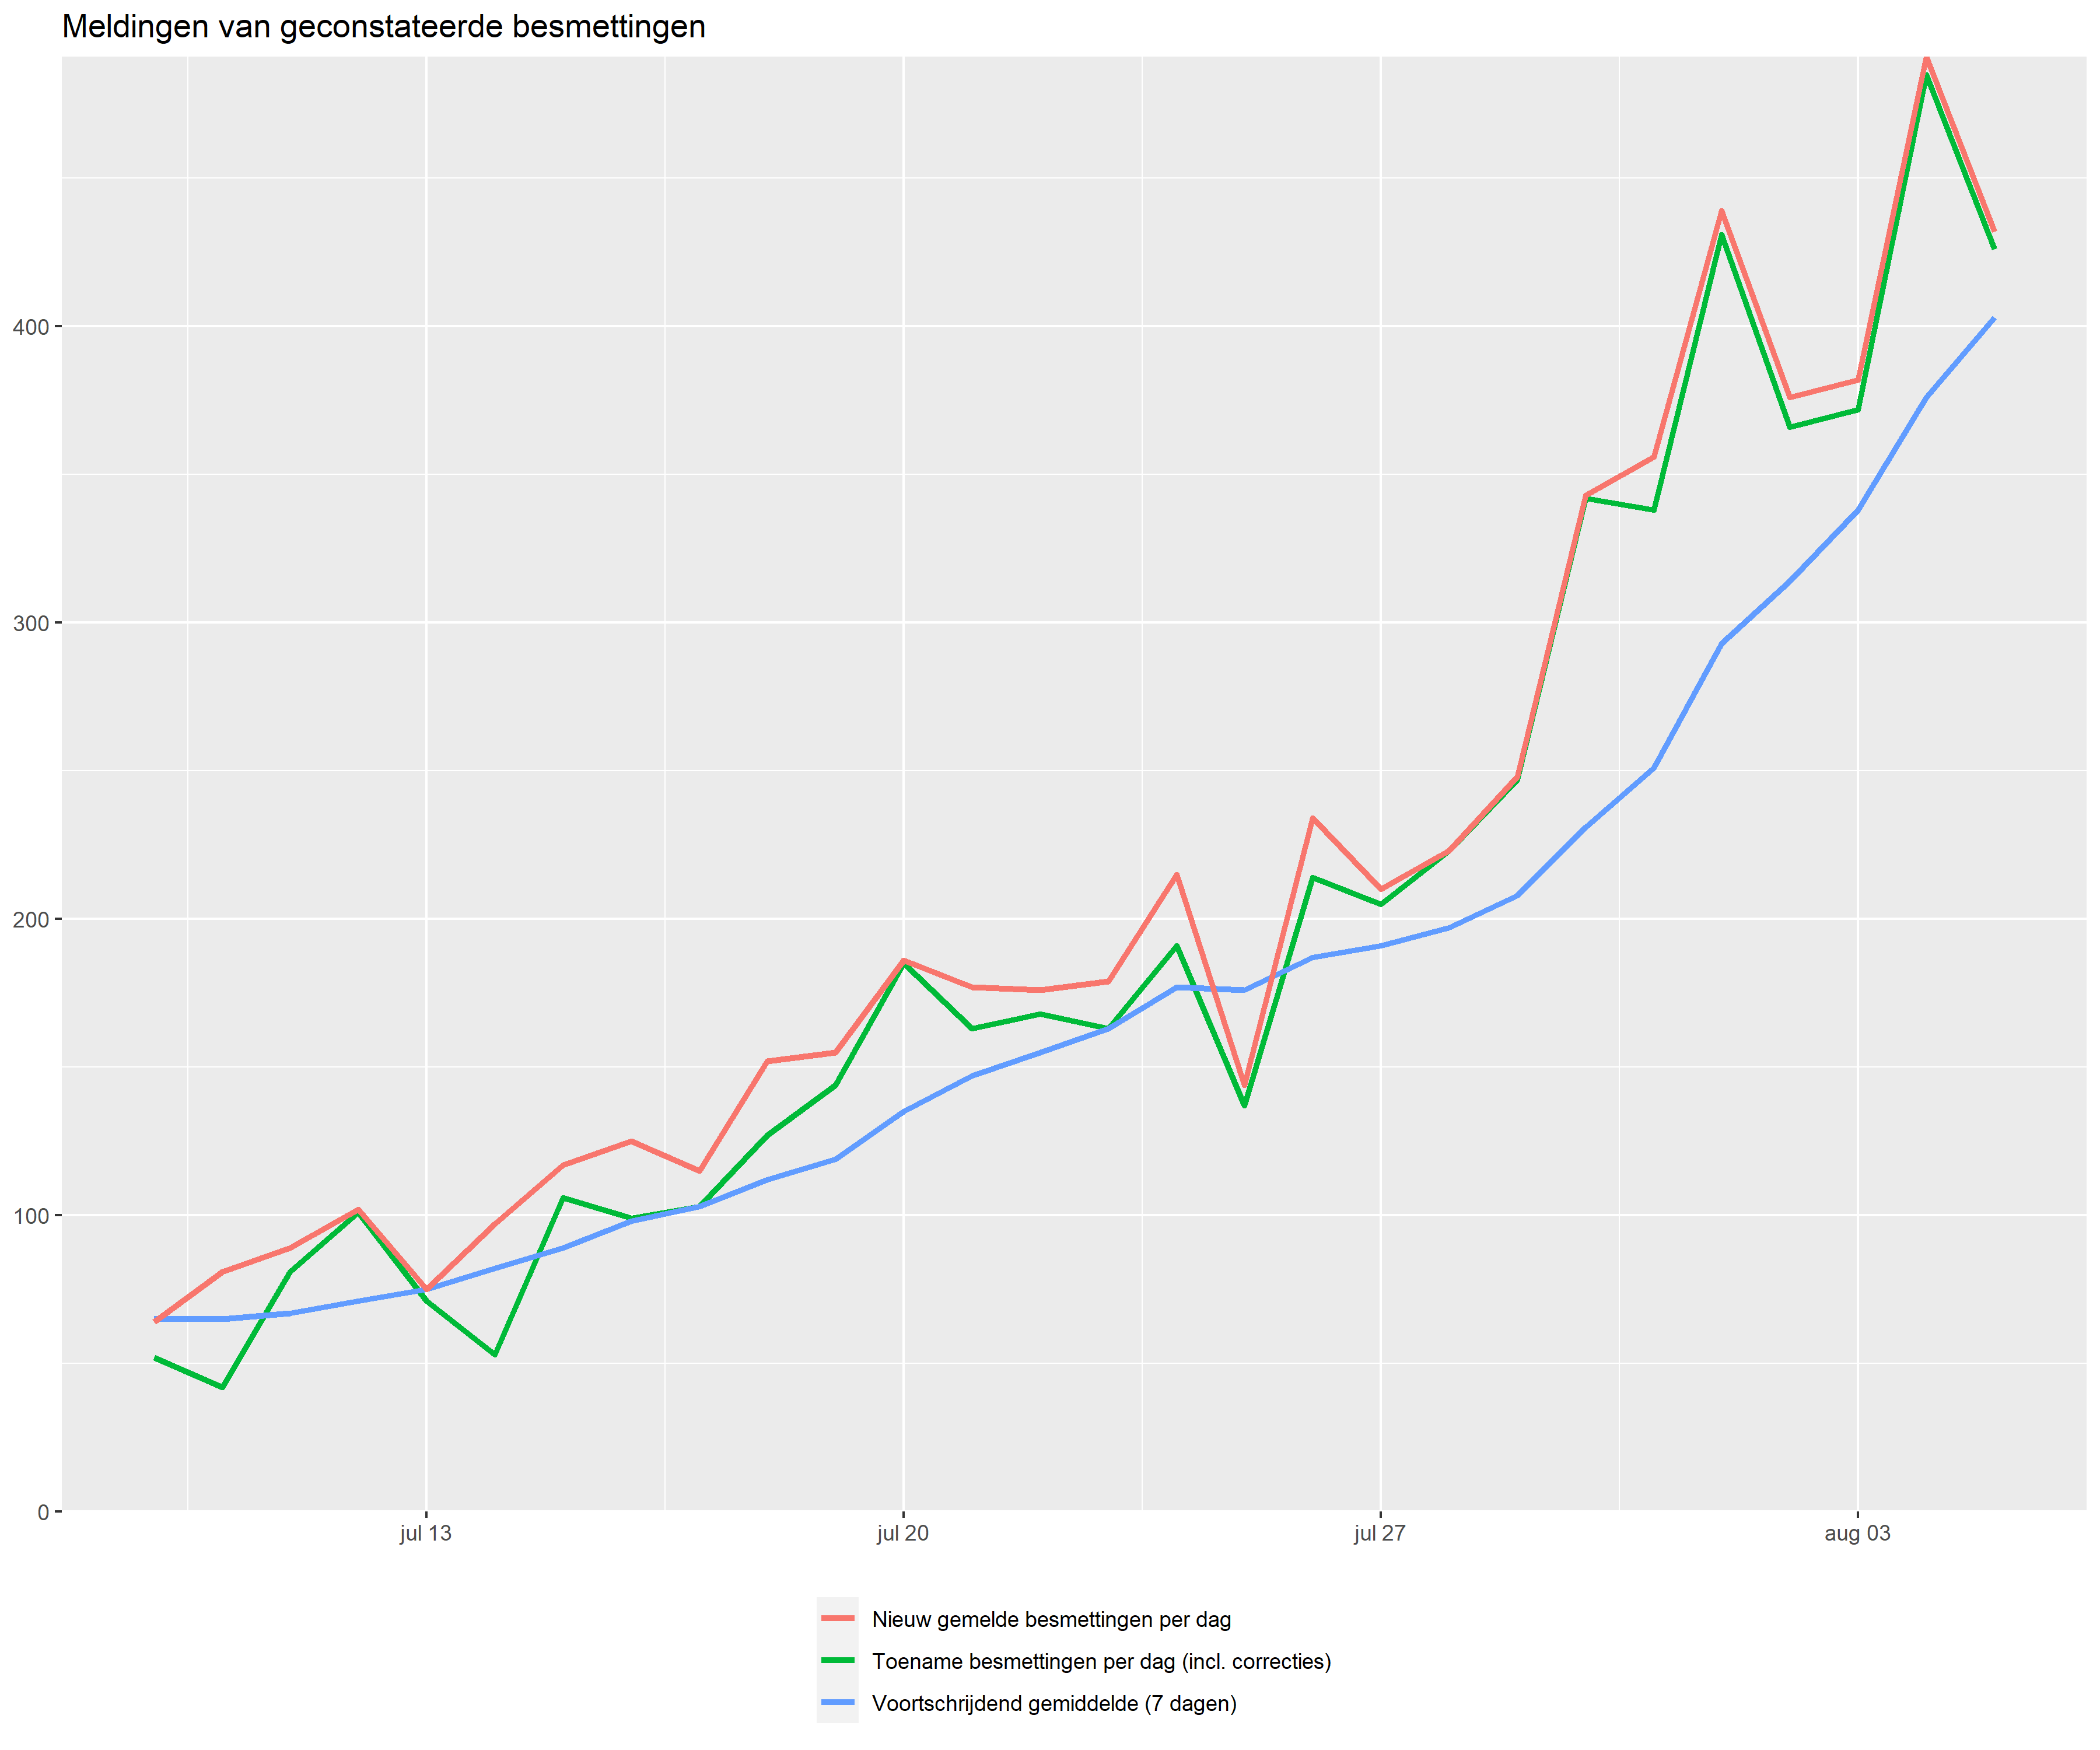 Meldingen van geconstateerde besmettingen
400
300
200
100
0
jul 13 jul 20 jul 27 aug 03
Nieuw gemelde besmettingen per dag
Toename besmettingen per dag (incl. correcties)
Voortschrijdend gemiddelde (7 dagen)